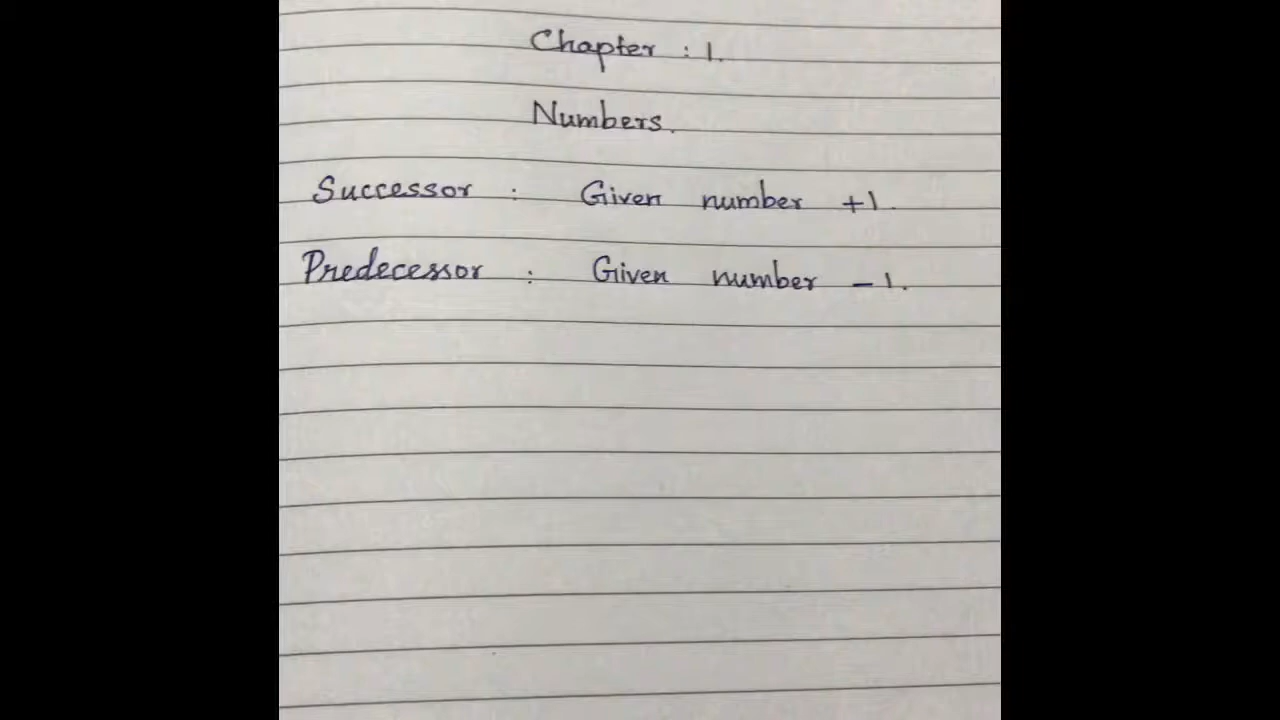 Chapter : 1.
Numbers.
Successor : Given number +1.
Predecessor : Given number -1.